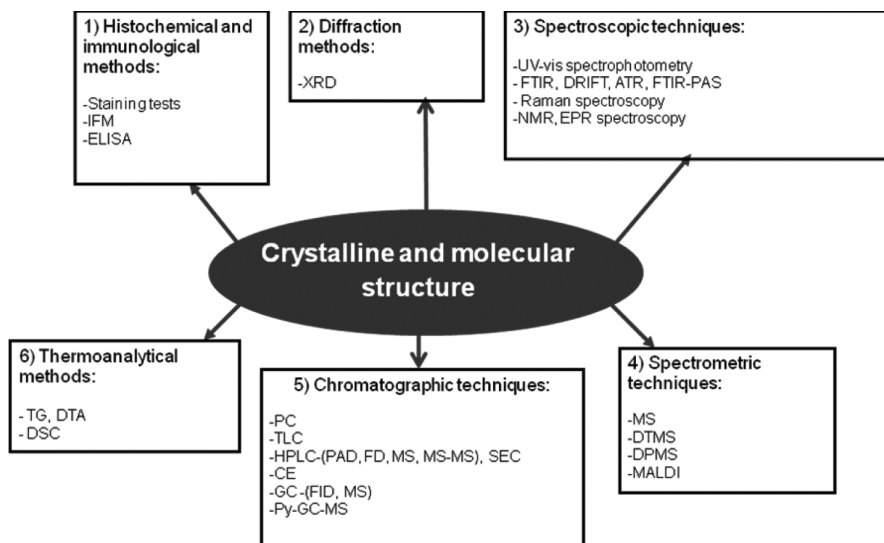 1) Histochemical and
immunological
methods:
-Staining tests
-IFM
-ELISA
2) Diffraction
methods:
-XRD
3) Spectroscopic techniques:
-UV-vis spectrophotometry
- FTIR, DRIFT, ATR, FTIR-PAS
- Raman spectroscopy
-NMR, EPR spectroscopy
Crystalline and molecular
structure
6) Thermoanalytical
methods:
- TG, DTA
- DSC
5) Chromatographic techniques:
-PC
-TLC
-HPLC-(PAD, FD, MS, MS-MS), SEC
-CE
-GC-(FID, MS)
-Py-GC-MS
4) Spectrometric
techniques:
-MS
-DTMS
-DPMS
-MALDI